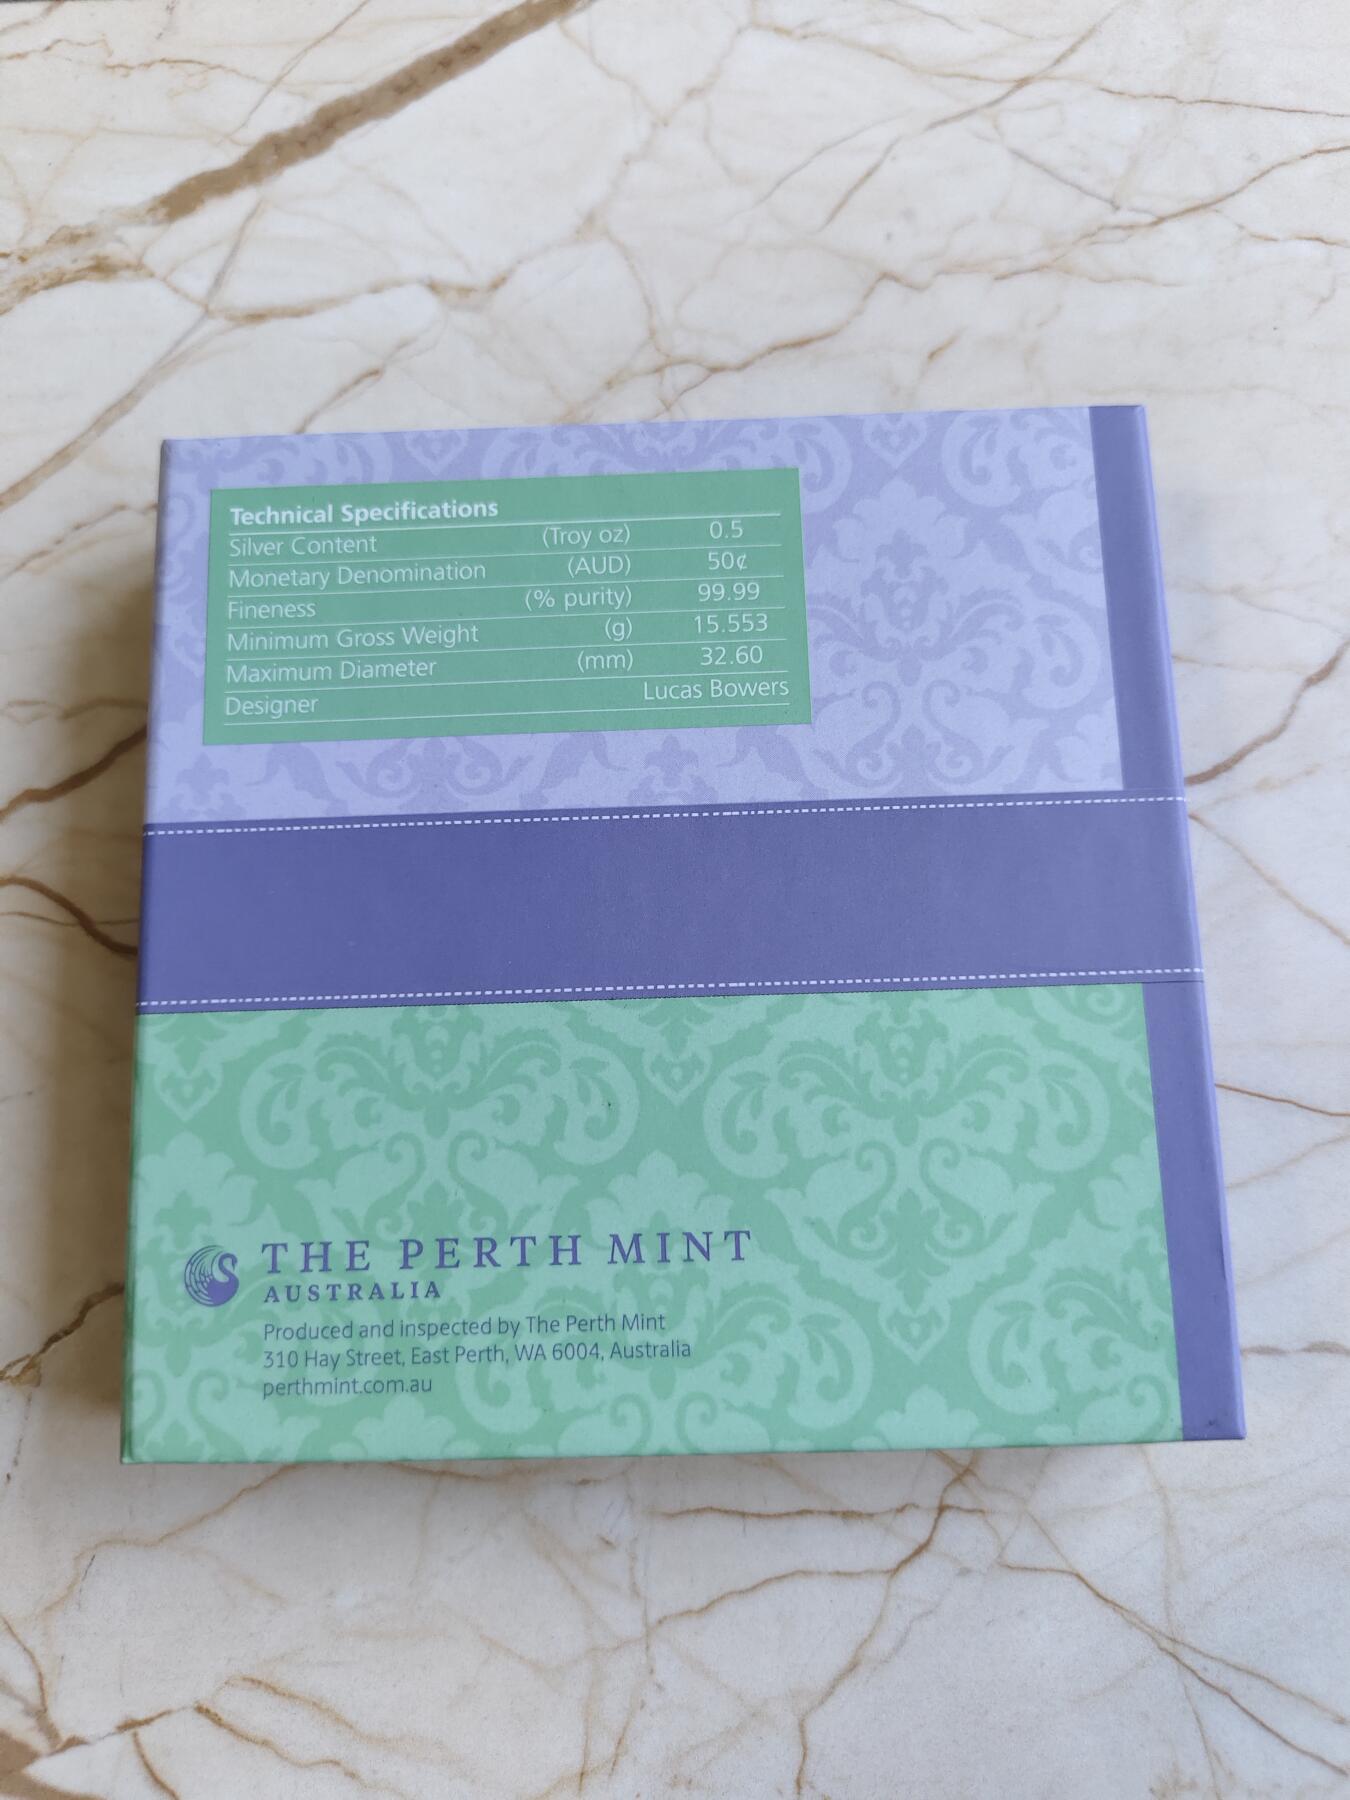 Technical Specifications
Silver Content (Troy oz) 0.5
Monetary Denomination (AUD) 50¢
Fineness (% purity) 99.99
Minimum Gross Weight (g) 15.553
Maximum Diameter (mm) 32.60
Designer Lucas Bowers
THE PERTH MINT
AUSTRALIA
Produced and inspected by The Perth Mint
310 Hay Street, East Perth, WA 6004, Australia
perthmint.com.au